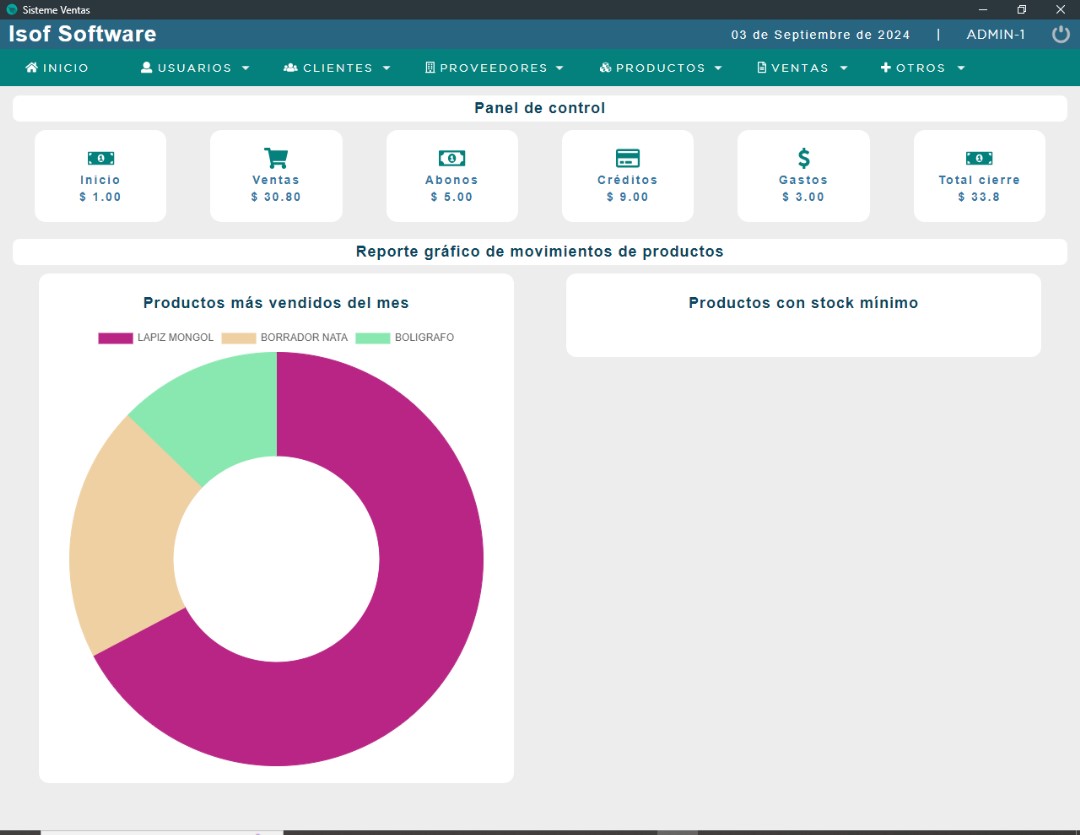 Sisteme Ventas
Isof Software
03 de Septiembre de 2024 | ADMIN-1
INICIO USUARIOS CLIENTES PROVEEDORES PRODUCTOS VENTAS OTROS
Panel de control
Inicio Ventas Abonos Créditos Gastos Total cierre
$ 1.00 $ 30.80 $ 5.00 $ 9.00 $ 3.00 $ 33.8
Reporte gráfico de movimientos de productos
Productos más vendidos del mes
LAPIZ MONGOL BORRADOR NATA BOLIGRAFO
Productos con stock mínimo